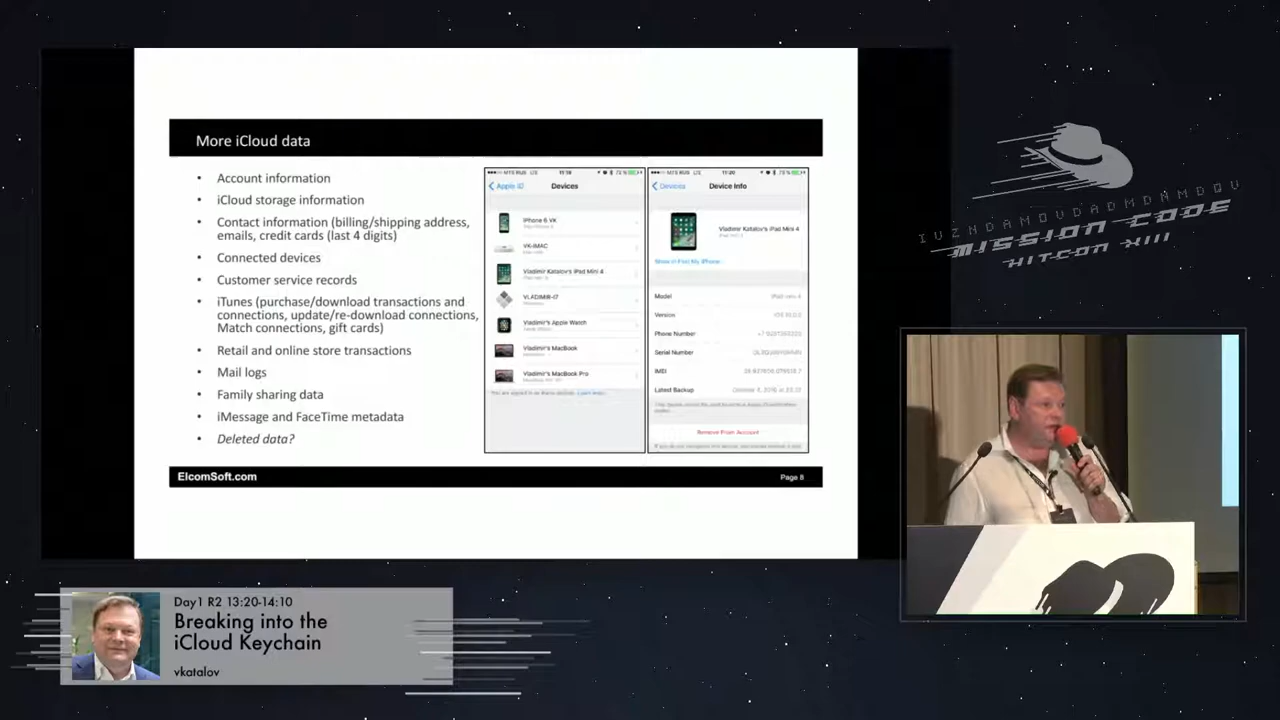 More iCloud data
• Account information
• iCloud storage information
• Contact information (billing/shipping address,
emails, credit cards (last 4 digits)
• Connected devices
• Customer service records
• iTunes (purchase/download transactions and
connections, update/re-download connections,
Match connections, gift cards)
• Retail and online store transactions
• Mail logs
• Family sharing data
• iMessage and FaceTime metadata
• Deleted data?
Apple ID
Devices
iPhone 6 VK
VK-iMAC
Vladimir Katalov's iPad Mini 4
VLADIMIR-I7
Vladimir's Apple Watch
Vladimir's MacBook
Vladimir's MacBook Pro
Devices
Device Info
Vladimir Katalov's iPad Mini 4
Show in Find My iPhone
Model
iPad mini 4
Version
Phone Number
Serial Number
IMEI
Latest Backup
Remove From Account
ElcomSoft.com
Page 8
MISSION CODE
HITCON XIII
Day1 R2 13:20-14:10
Breaking into the
iCloud Keychain
vkatalov